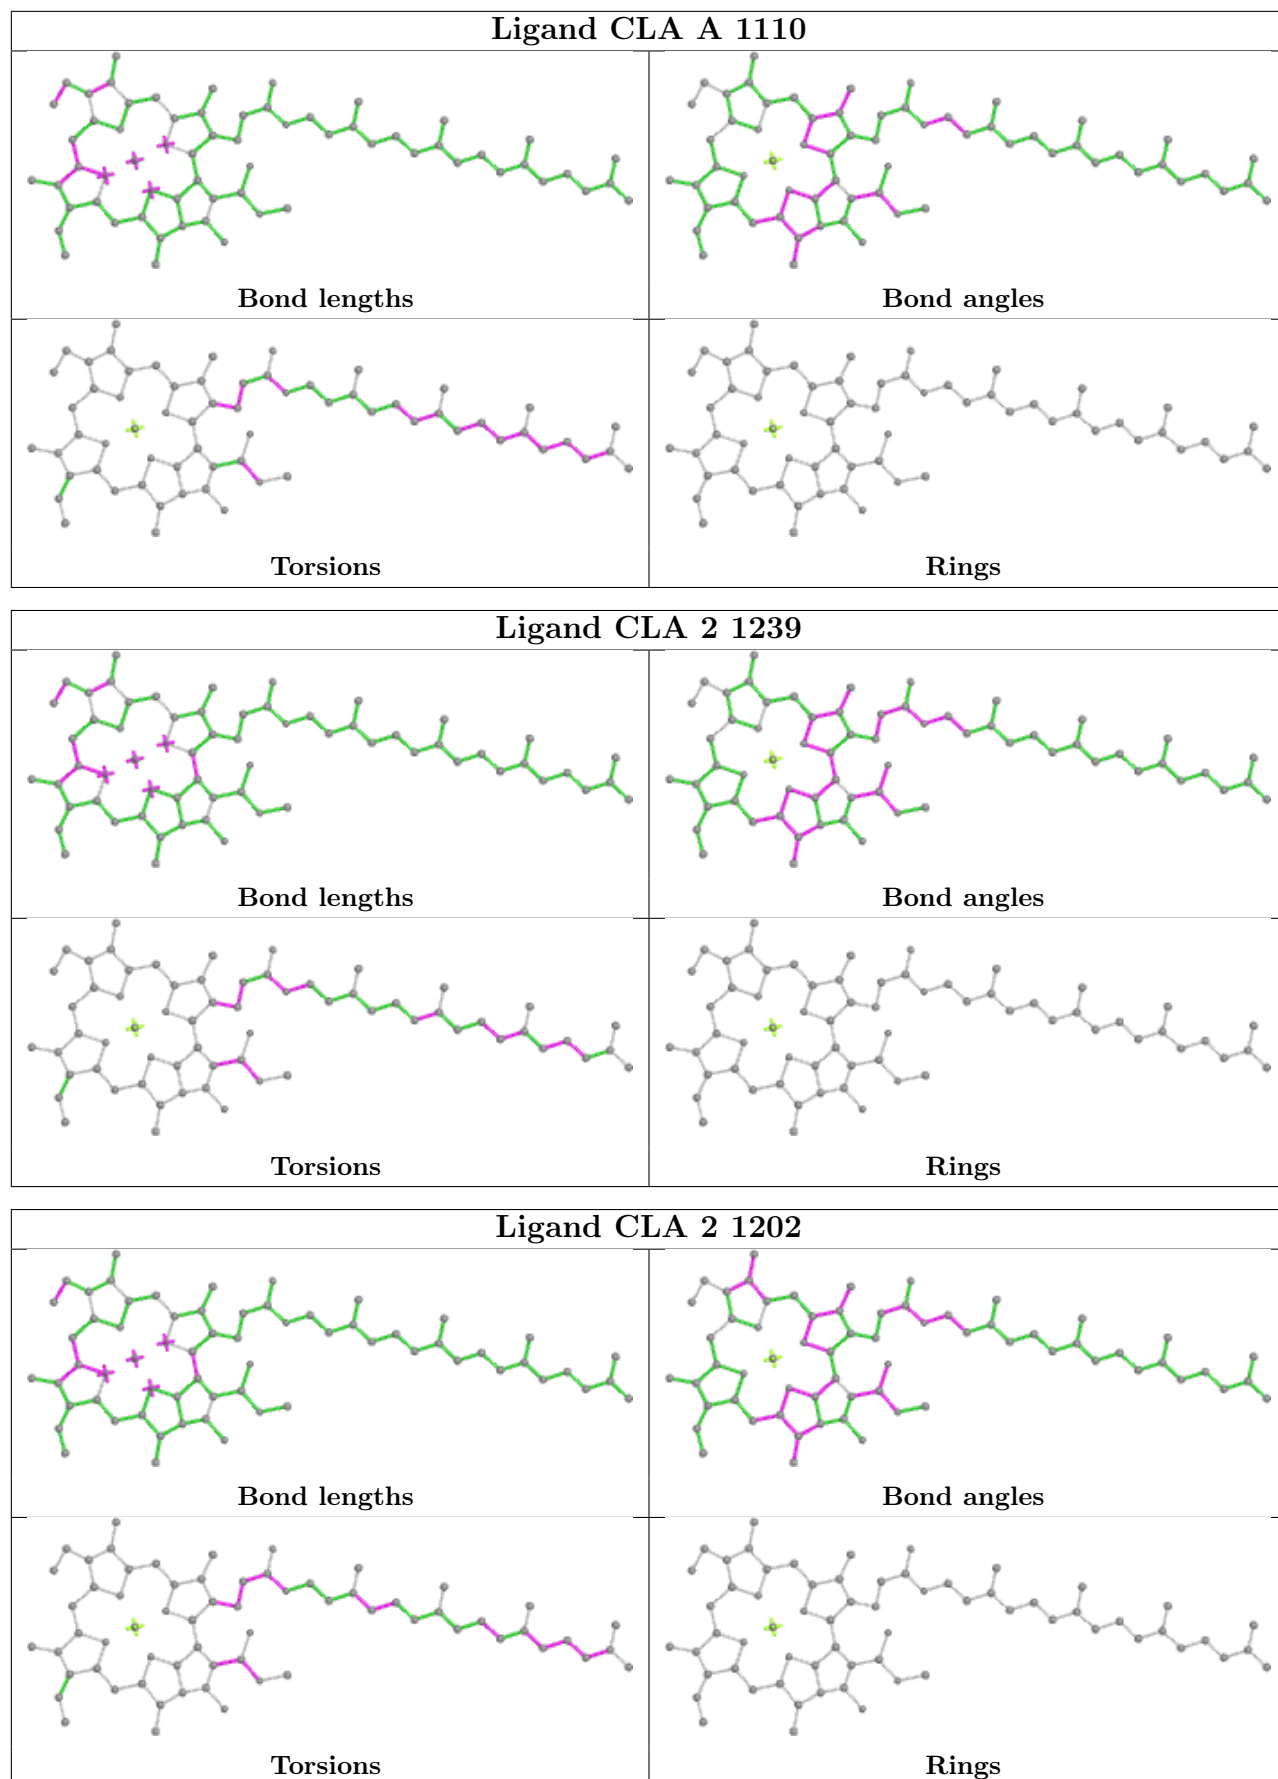 Ligand CLA A 1110
Bond lengths
Bond angles
Torsions
Rings
Ligand CLA 2 1239
Bond lengths
Bond angles
Torsions
Rings
Ligand CLA 2 1202
Bond lengths
Bond angles
Torsions
Rings